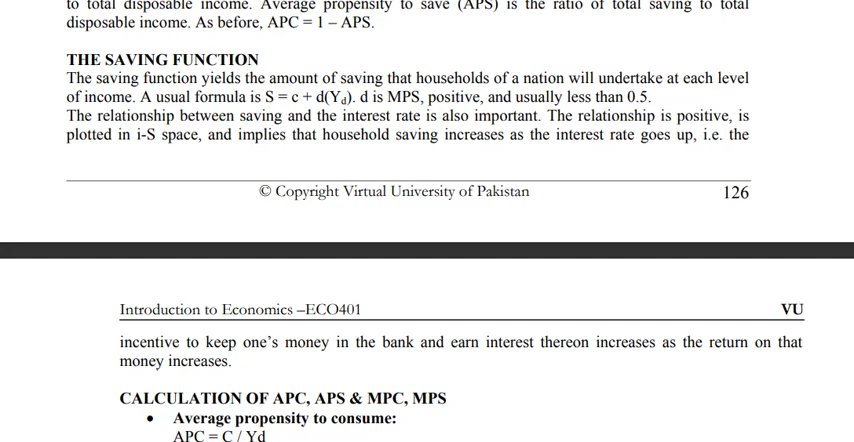 to total disposable income. Average propensity to save (APS) is the ratio of total saving to total
disposable income. As before, APC = 1 – APS.
THE SAVING FUNCTION
The saving function yields the amount of saving that households of a nation will undertake at each level
of income. A usual formula is S = c + d(Yd). d is MPS, positive, and usually less than 0.5.
The relationship between saving and the interest rate is also important. The relationship is positive, is
plotted in i-S space, and implies that household saving increases as the interest rate goes up, i.e. the
© Copyright Virtual University of Pakistan 126
Introduction to Economics –ECO401 VU
incentive to keep one’s money in the bank and earn interest thereon increases as the return on that
money increases.
CALCULATION OF APC, APS & MPC, MPS
• Average propensity to consume:
APC = C / Yd